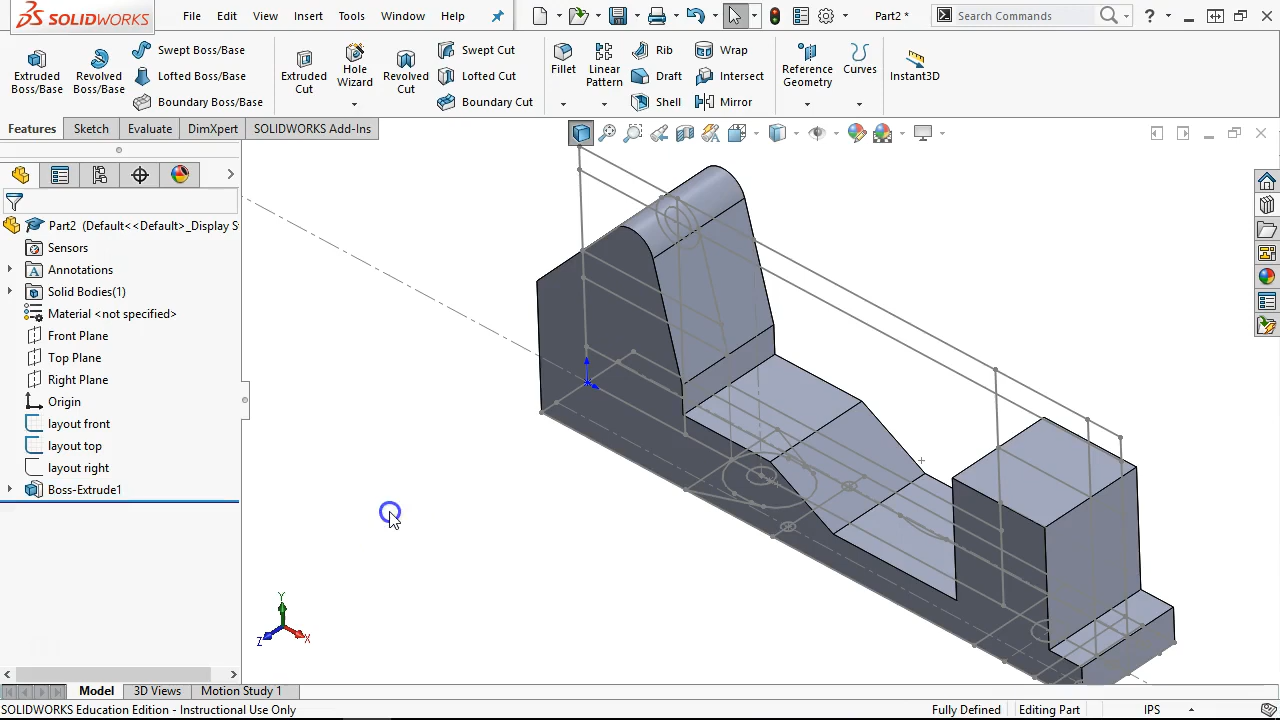 SOLIDWORKS File Edit View Insert Tools Window Help Part2 * Search Commands ?
Extruded Boss/Base Revolved Boss/Base Swept Boss/Base Lofted Boss/Base Boundary Boss/Base Extruded Cut Hole Wizard Revolved Cut Swept Cut Lofted Cut Boundary Cut Fillet Linear Pattern Rib Draft Shell Wrap Intersect Mirror Reference Geometry Curves Instant3D
Features Sketch Evaluate DimXpert SOLIDWORKS Add-Ins
Part2 (Default<<Default>_Display S
Sensors
Annotations
Solid Bodies(1)
Material <not specified>
Front Plane
Top Plane
Right Plane
Origin
layout front
layout top
layout right
Boss-Extrude1
Y
Z X
Model 3D Views Motion Study 1
SOLIDWORKS Education Edition - Instructional Use Only Fully Defined Editing Part IPS